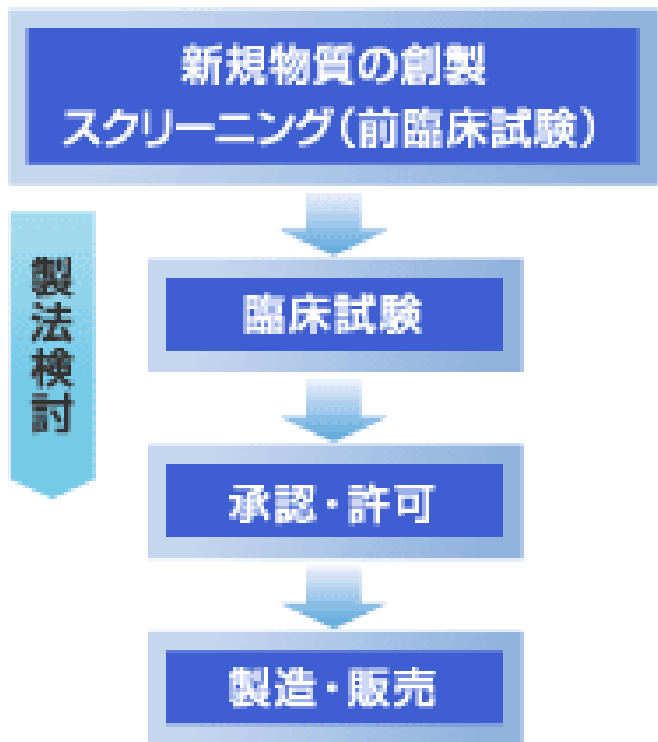 新規物質の創製
スクリーニング(前臨床試験)
製法検討
臨床試験
承認・許可
製造・販売